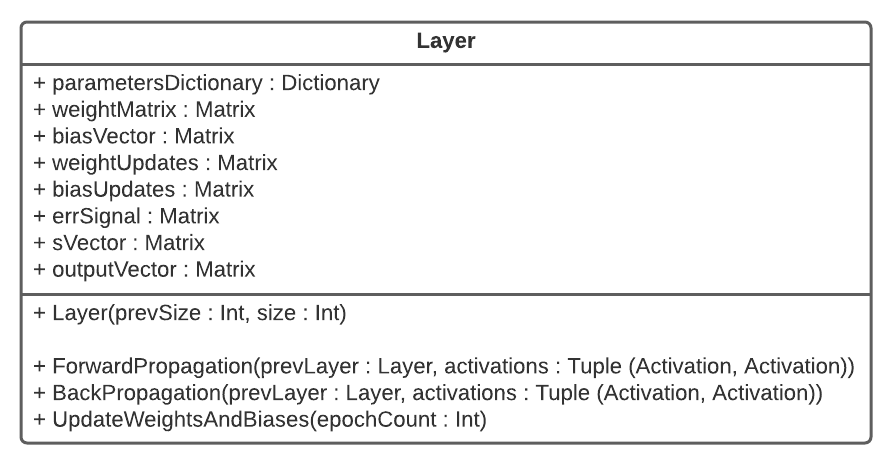 Layer
+ parametersDictionary : Dictionary
+ weightMatrix : Matrix
+ biasVector : Matrix
+ weightUpdates : Matrix
+ biasUpdates : Matrix
+ errSignal : Matrix
+ sVector : Matrix
+ outputVector : Matrix
+ Layer(prevSize : Int, size : Int)
+ ForwardPropagation(prevLayer : Layer, activations : Tuple (Activation, Activation))
+ BackPropagation(prevLayer : Layer, activations : Tuple (Activation, Activation))
+ UpdateWeightsAndBiases(epochCount : Int)